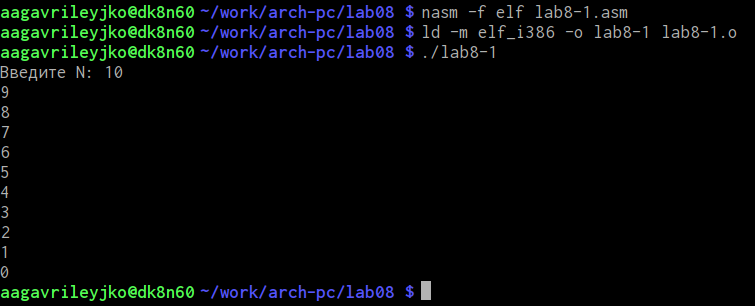 aagavrileyjko@dk8n60 ~/work/arch-pc/lab08 $ nasm -f elf lab8-1.asm
aagavrileyjko@dk8n60 ~/work/arch-pc/lab08 $ ld -m elf_i386 -o lab8-1 lab8-1.o
aagavrileyjko@dk8n60 ~/work/arch-pc/lab08 $ ./lab8-1
Введите N: 10
9
8
7
6
5
4
3
2
1
0
aagavrileyjko@dk8n60 ~/work/arch-pc/lab08 $